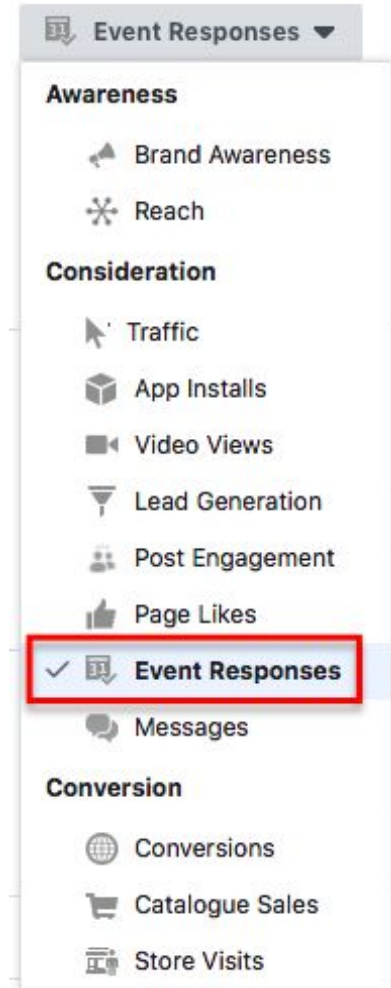 Event Responses
Awareness
Brand Awareness
Reach
Consideration
Traffic
App Installs
Video Views
Lead Generation
Post Engagement
Page Likes
Event Responses
Messages
Conversion
Conversions
Catalogue Sales
Store Visits